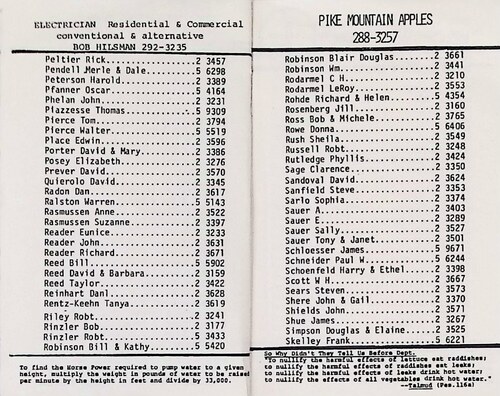 ELECTRICIAN Residential & Commercial
conventional & alternative
BOB HILSMAN 292-3235
Peltier Rick....................2 3457
Pendell Merle & Dale............5 6298
Peterson Harold.................2 3389
Pfanner Oscar...................5 4164
Phelan John.....................2 3231
Piazzesse Thomas................5 9309
Pierce Tom......................2 3794
Pierce Walter...................5 5519
Place Edwin.....................2 3596
Porter David & Mary.............2 3386
Posey Elizabeth.................2 3276
Prever David....................2 3570
Quierolo David..................2 3345
Radon Dan.......................2 3617
Ralston Warren..................5 5143
Rasmussen Anne..................2 3522
Rasmussen Suzanne...............2 3397
Reader Eunice...................2 3233
Reader John.....................2 3631
Reader Richard..................2 3671
Reed Bill.......................5 5902
Reed David & Barbara............2 3159
Reed Taylor.....................2 3422
Reinhart Danl...................2 3628
Rentz-Keehn Tanya...............2 3619
Riley Robt......................2 3241
Rinzler Bob.....................2 3177
Rinzler Robt....................2 3433
Robinson Bill & Kathy...........5 5420
To find the Horse Power required to pump water to a given
height, multiply the weight in pounds of water to be raised
per minute by the height in feet and divide by 33,000.
PIKE MOUNTAIN APPLES
288-3257
Robinson Blair Douglas..........2 3661
Robinson Wm.....................2 3441
Rodarmel C H....................2 3210
Rodarmel LeRoy..................2 3553
Rohde Richard & Helen...........5 4354
Rosenberg Jill..................2 3160
Ross Bob & Michele..............2 3765
Rowe Donna......................5 6406
Rush Sheila.....................2 3549
Russell Robt....................2 3248
Rutledge Phyllis................2 3424
Sage Clarence...................2 3350
Sandoval David..................2 3624
Sanfield Steve..................2 3353
Sarlo Sophia....................2 3374
Sauer A.........................2 3403
Sauer E.........................2 3289
Sauer Sally.....................2 3527
Sauer Tony & Janet..............2 3501
Schloesser James................5 9671
Schneider Paul W................5 6244
Schoenfeld Harry & Ethel........2 3398
Scott W H.......................2 3667
Sears Steven....................2 3573
Shere John & Gail...............2 3370
Shields John....................2 3571
Shue James......................2 3267
Simpson Douglas & Elaine........2 3525
Skelley Frank...................5 6221
So Why Didn't They Tell Us Before Dept.
"To nullify the harmful effects of lettuce eat raddishes;
to nullify the harmful effects of raddishes eat leeks;
to nullify the harmful effects of leeks drink hot water;
to nullify the effects of all vegetables drink hot water."
--Talmud (Pes.116a)